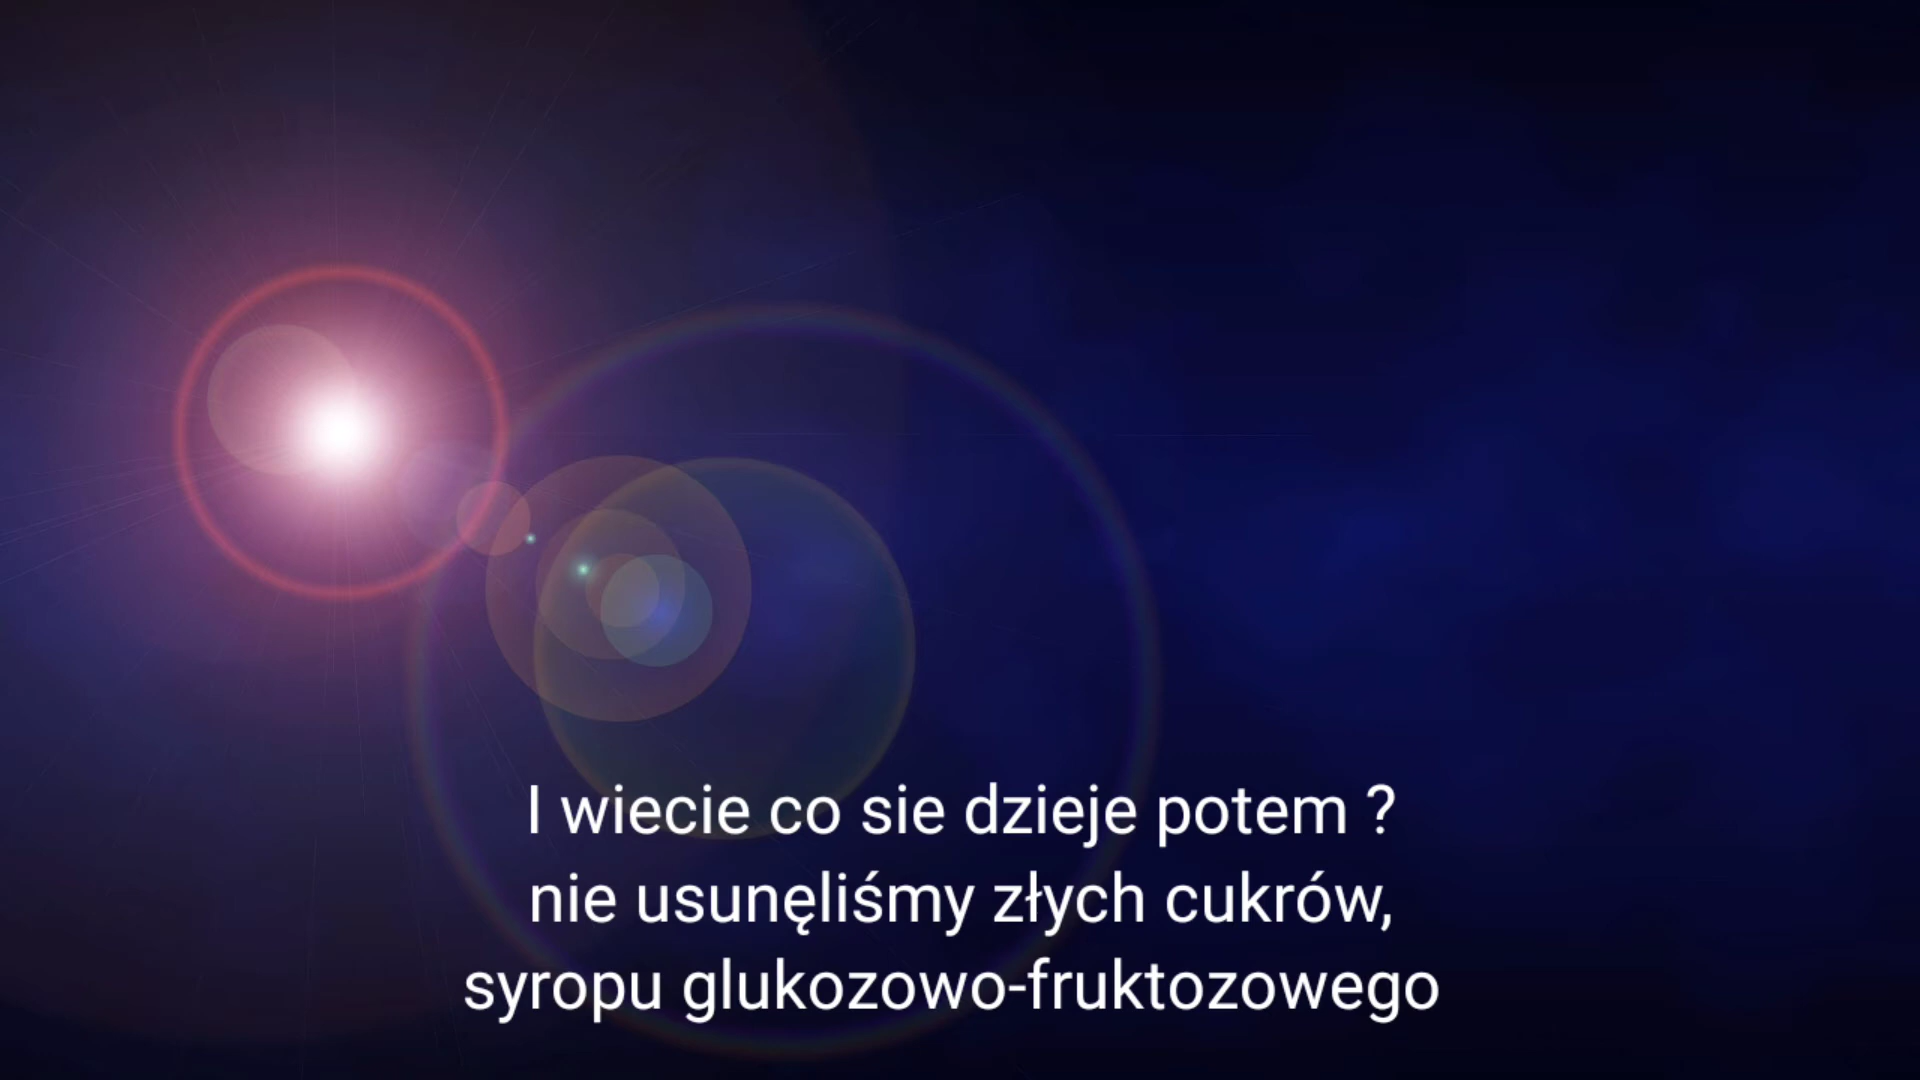 I wiecie co sie dzieje potem ?
nie usunęliśmy złych cukrów,
syropu glukozowo-fruktozowego